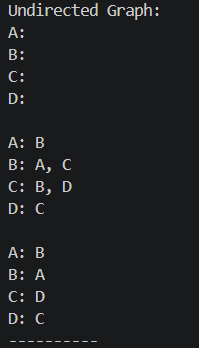 Undirected Graph:
A:
B:
C:
D:

A: B
B: A, C
C: B, D
D: C

A: B
B: A
C: D
D: C
----------